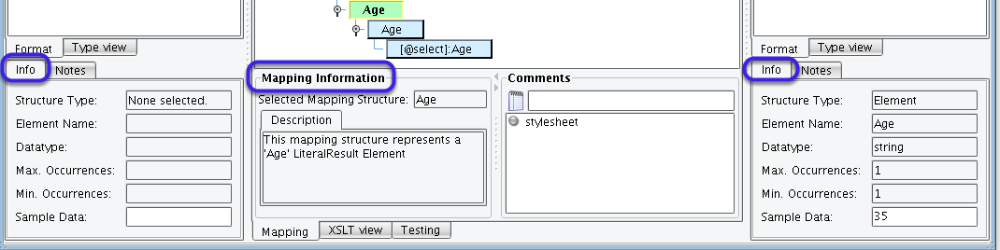 Age
Age
[@select]:Age
Format
Type view
Info
Notes
Structure Type:
None selected.
Element Name:
Datatype:
Max. Occurrences:
Min. Occurrences:
Sample Data:
Mapping Information
Selected Mapping Structure:
Age
Description
This mapping structure represents a
'Age' LiteralResult Element
Mapping
XSLT view
Testing
Comments
stylesheet
Format
Type view
Info
Notes
Structure Type:
Element
Element Name:
Age
Datatype:
string
Max. Occurrences:
1
Min. Occurrences:
1
Sample Data:
35